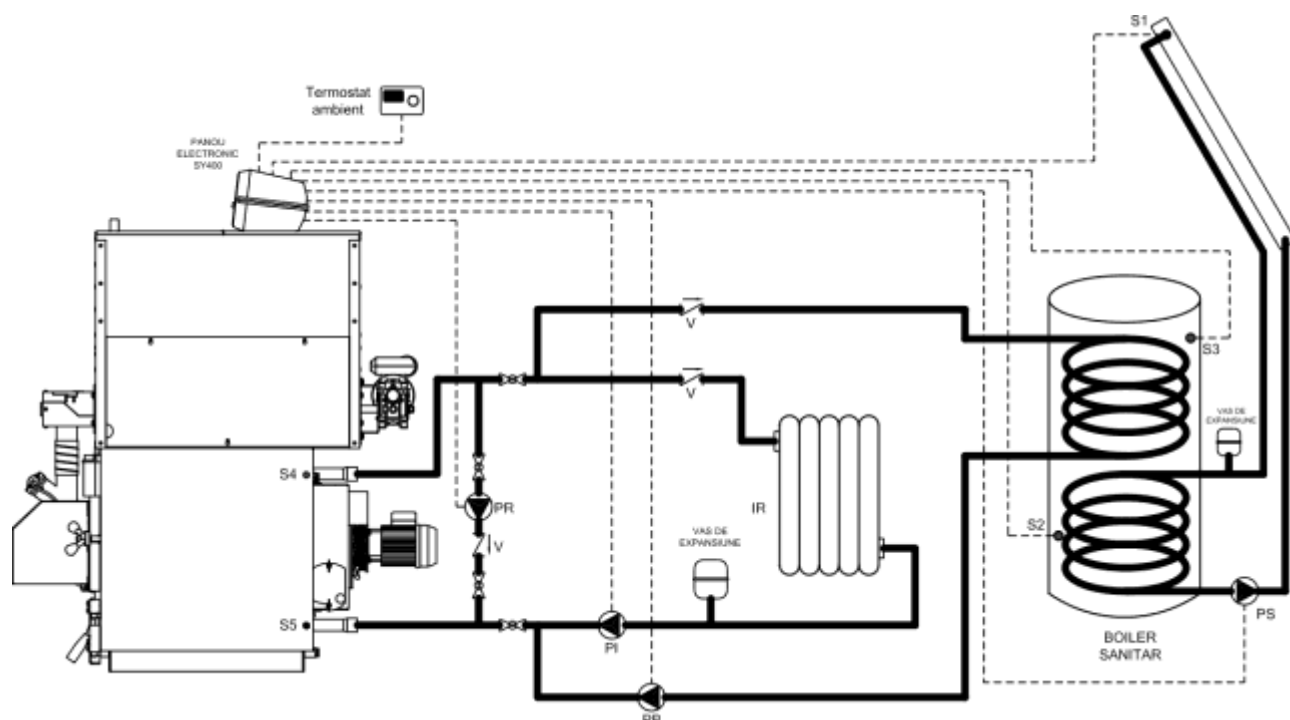 S1
Termostat
ambient
PANOU
ELECTRONIC
SY400
V
S3
V
VAS DE
EXPANSIUNE
S4
PR
IR
VAS DE
EXPANSIUNE
V
S2
S5
PI
PS
BOILER
SANITAR